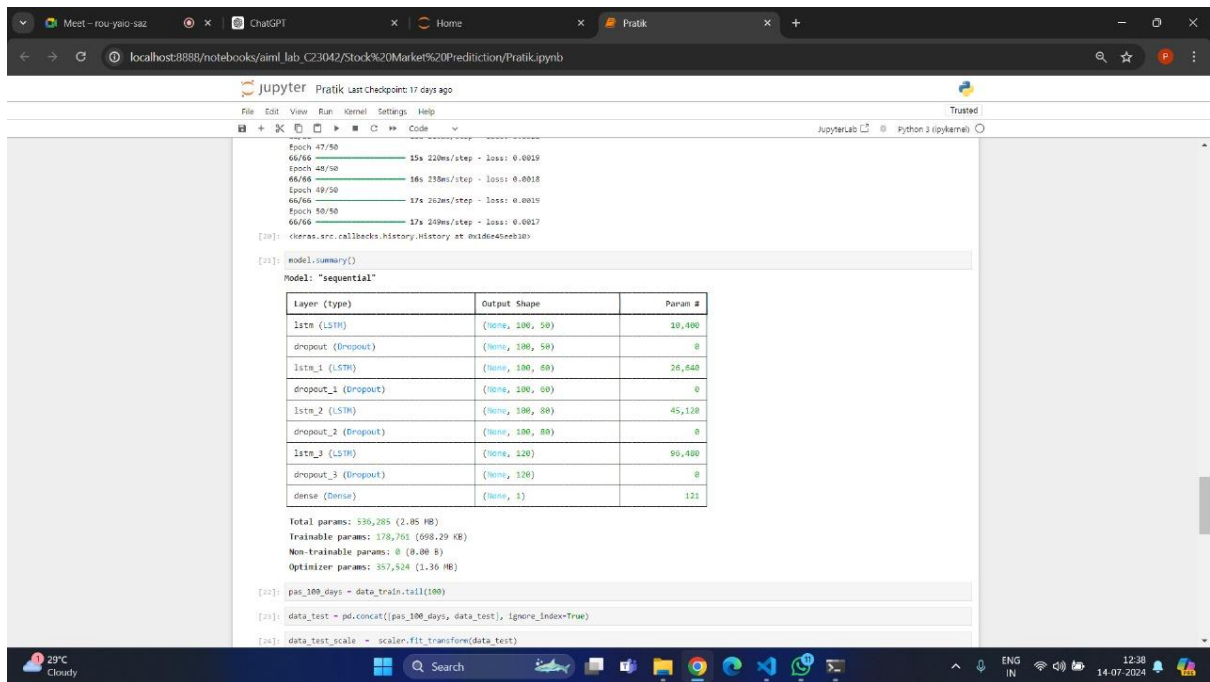 Meet – rou-yaio-saz
ChatGPT
Home
Pratik
localhost:8888/notebooks/aiml_lab_C23042/Stock%20Market%20Preditiction/Pratik.ipynb
P
jupyter Pratik Last Checkpoint: 17 days ago
File Edit View Run Kernel Settings Help Trusted
Code JupyterLab Python 3 (ipykernel)
Epoch 47/50
66/66 15s 220ms/step - loss: 0.0019
Epoch 48/50
66/66 16s 238ms/step - loss: 0.0018
Epoch 49/50
66/66 17s 262ms/step - loss: 0.0019
Epoch 50/50
66/66 17s 249ms/step - loss: 0.0017
[20]: <keras.src.callbacks.history.History at
[21]: model.summary()
Model: "sequential"
Layer (type) Output Shape Param #
lstm (LSTM) (None, 100, 50) 10,400
dropout (Dropout) (None, 100, 50) 0
lstm_1 (LSTM) (None, 100, 60) 26,640
dropout_1 (Dropout) (None, 100, 60) 0
lstm_2 (LSTM) (None, 100, 80) 45,120
dropout_2 (Dropout) (None, 100, 80) 0
lstm_3 (LSTM) (None, 120) 96,480
dropout_3 (Dropout) (None, 120) 0
dense (Dense) (None, 1) 121
Total params: 536,285 (2.05 MB)
Trainable params: 178,761 (698.29 KB)
Non-trainable params: 0 (0.00 B)
Optimizer params: 357,524 (1.36 MB)
[22]: pas_100_days = data_train.tail(100)
[23]: data_test = pd.concat([pas_100_days, data_test], ignore_index=True)
[24]: data_test_scale = scaler.fit_transform(data_test)
29°C
Cloudy
Search
ENG
IN
12:38
14-07-2024